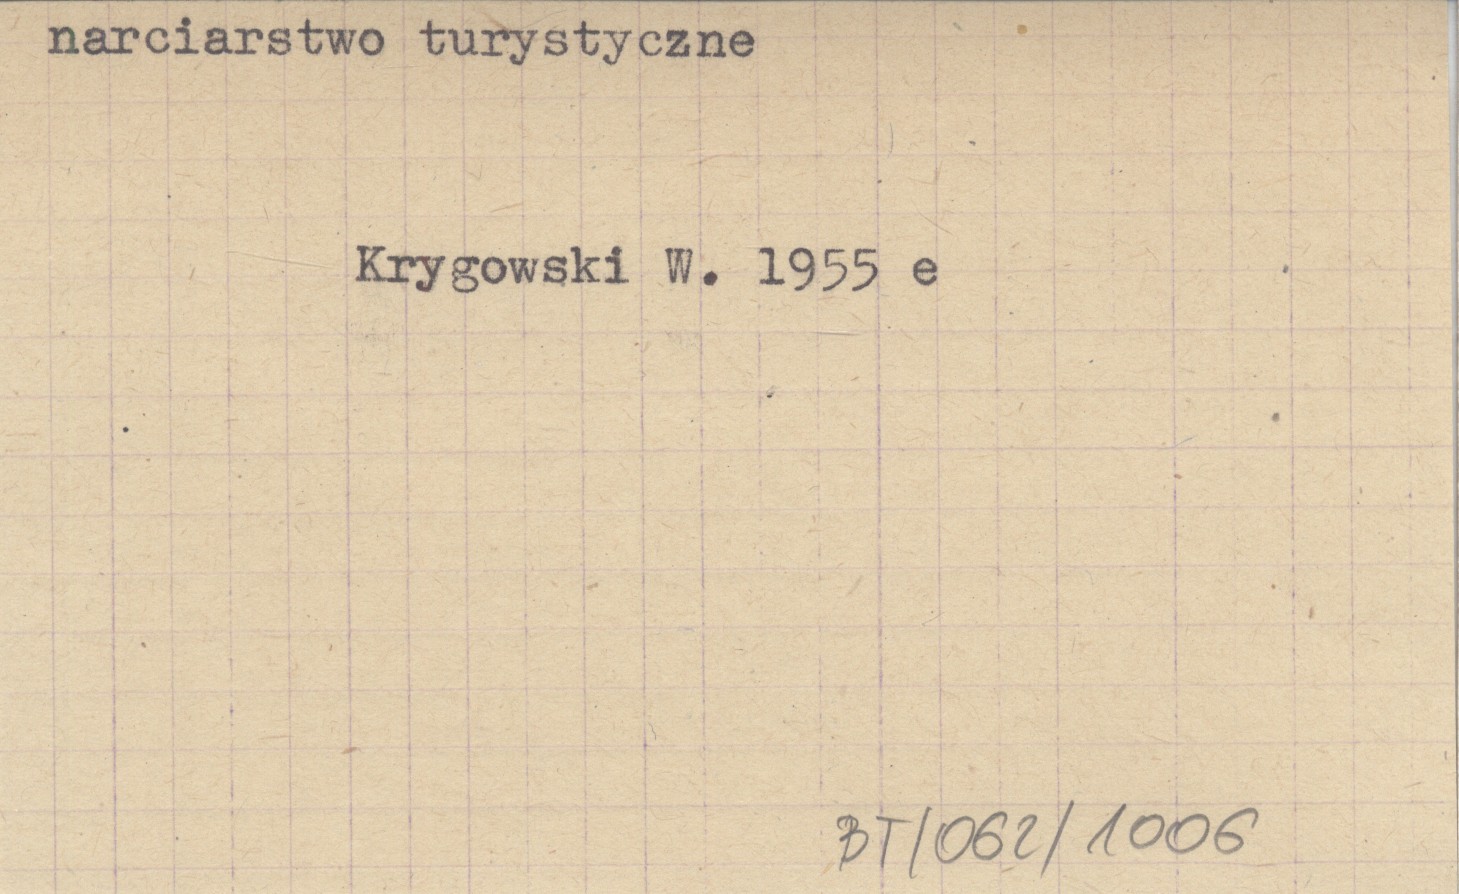 narciarstwo turystyczne
Krygowski W. 1955 e
BT/062/1006